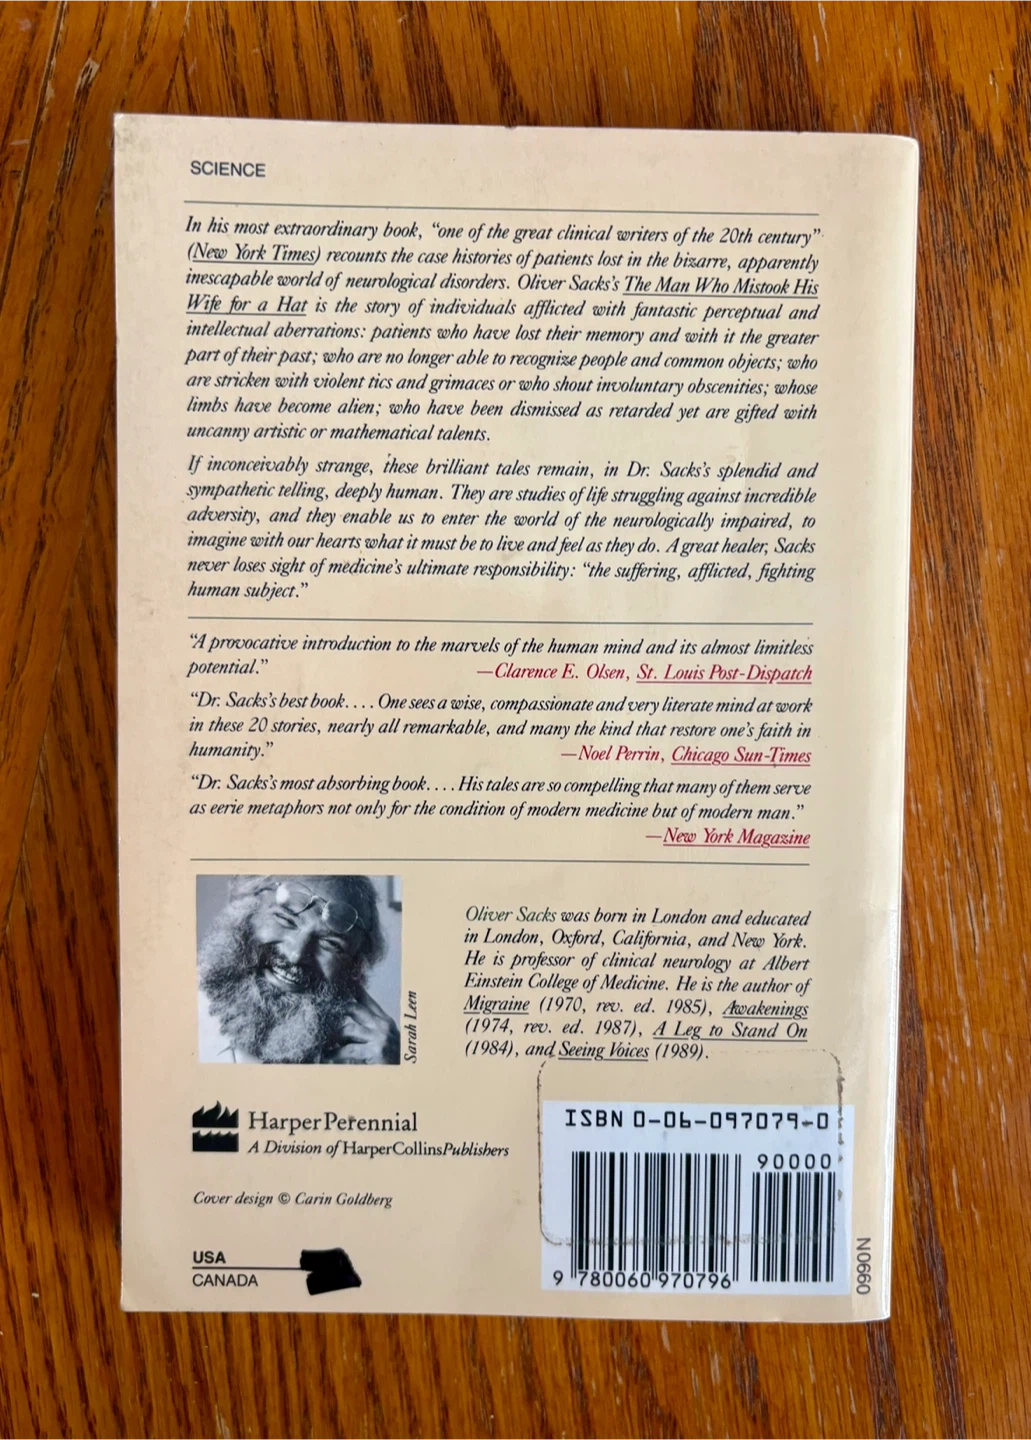 SCIENCE
In his most extraordinary book, “one of the great clinical writers of the 20th century”
(New York Times) recounts the case histories of patients lost in the bizarre, apparently
inescapable world of neurological disorders. Oliver Sacks’s The Man Who Mistook His
Wife for a Hat is the story of individuals afflicted with fantastic perceptual and
intellectual aberrations: patients who have lost their memory and with it the greater
part of their past; who are no longer able to recognize people and common objects; who
are stricken with violent tics and grimaces or who shout involuntary obscenities; whose
limbs have become alien; who have been dismissed as retarded yet are gifted with
uncanny artistic or mathematical talents.
If inconceivably strange, these brilliant tales remain, in Dr. Sacks’s splendid and
sympathetic telling, deeply human. They are studies of life struggling against incredible
adversity, and they enable us to enter the world of the neurologically impaired, to
imagine with our hearts what it must be to live and feel as they do. A great healer, Sacks
never loses sight of medicine’s ultimate responsibility: “the suffering, afflicted, fighting
human subject.”
“A provocative introduction to the marvels of the human mind and its almost limitless
potential.” —Clarence E. Olsen, St. Louis Post-Dispatch
“Dr. Sacks’s best book. . . . One sees a wise, compassionate and very literate mind at work
in these 20 stories, nearly all remarkable, and many the kind that restore one’s faith in
humanity.” —Noel Perrin, Chicago Sun-Times
“Dr. Sacks’s most absorbing book. . . . His tales are so compelling that many of them serve
as eerie metaphors not only for the condition of modern medicine but of modern man.”
—New York Magazine
Sarah Leen
Oliver Sacks was born in London and educated
in London, Oxford, California, and New York.
He is professor of clinical neurology at Albert
Einstein College of Medicine. He is the author of
Migraine (1970, rev. ed. 1985), Awakenings
(1974, rev. ed. 1987), A Leg to Stand On
(1984), and Seeing Voices (1989).
HarperPerennial
A Division of HarperCollinsPublishers
Cover design © Carin Goldberg
USA
CANADA
ISBN 0-06-097079-0
90000
9 780060 970796
N0660